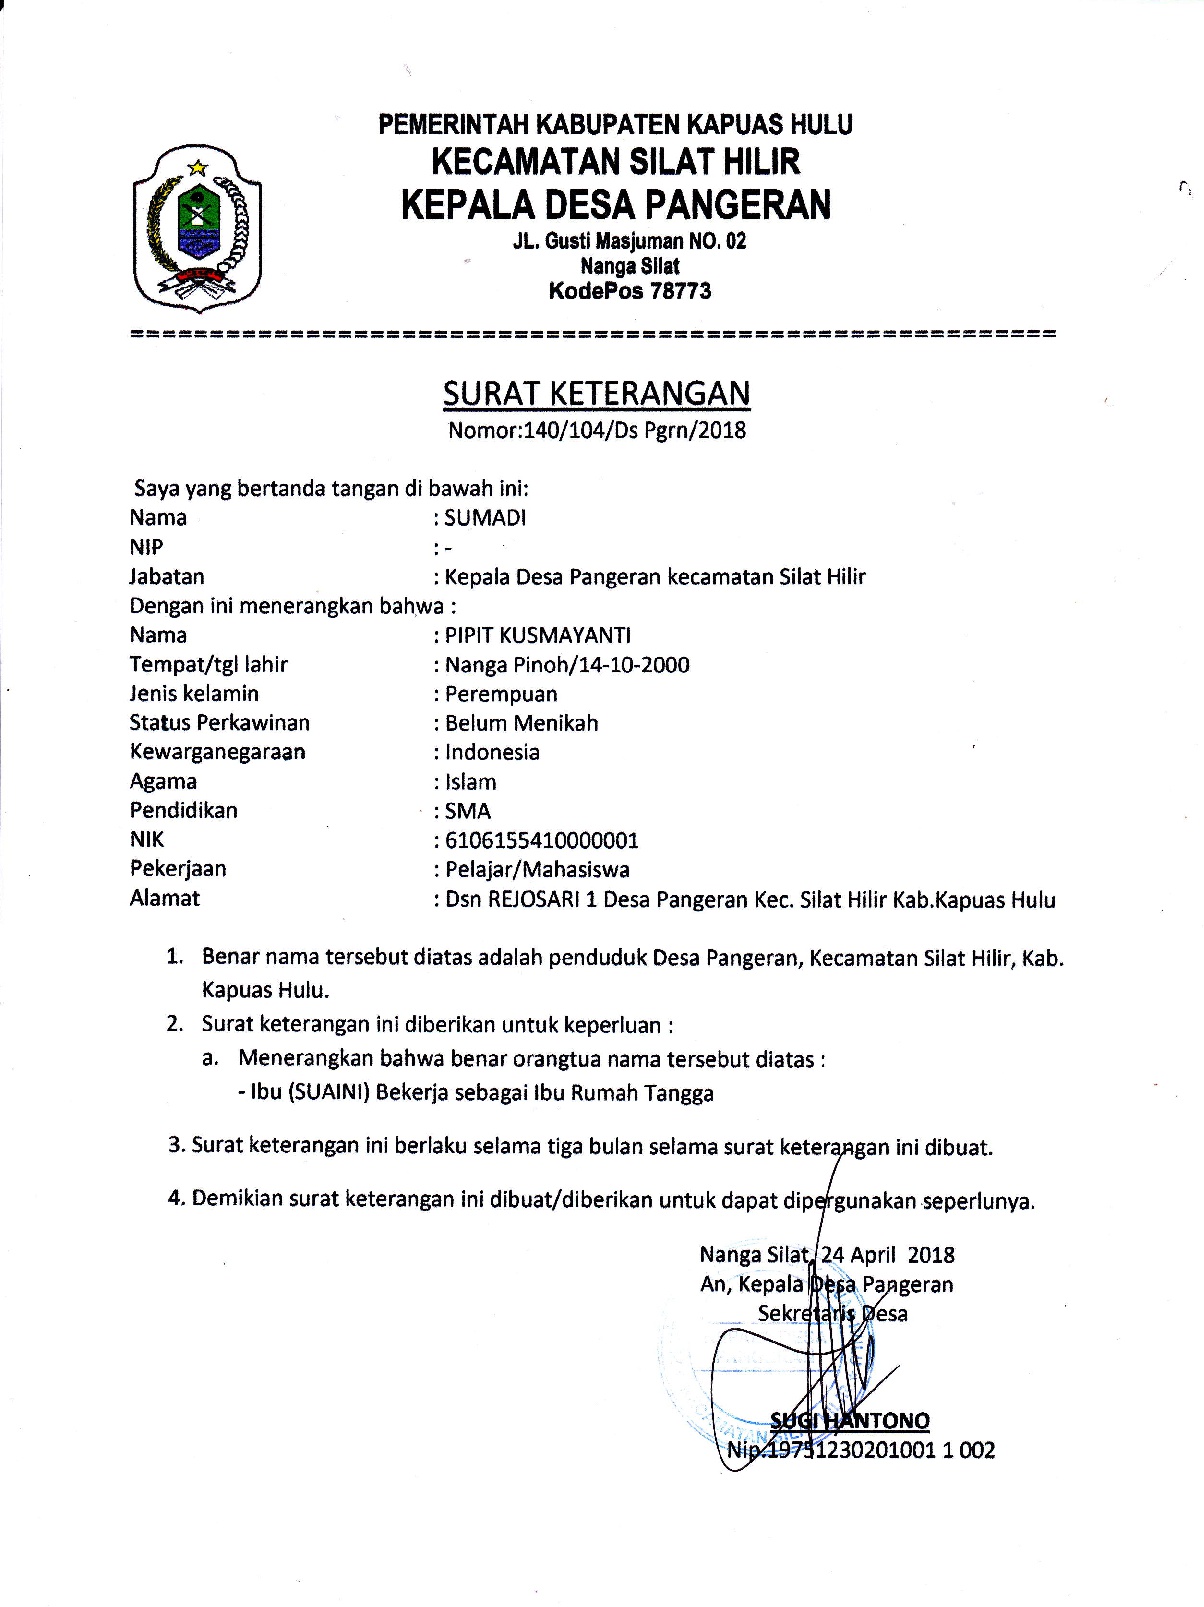 PEMERINTAH KABUPATEN KAPUAS HULU
KECAMATAN SILAT HILIR
KEPALA DESA PANGERAN
JL. Gusti Masjuman NO. 02
Nanga Silat
KodePos 78773
==========================================================
SURAT KETERANGAN
Nomor:140/104/Ds Pgrn/2018
Saya yang bertanda tangan di bawah ini:
Nama : SUMADI
NIP : -
Jabatan : Kepala Desa Pangeran kecamatan Silat Hilir
Dengan ini menerangkan bahwa :
Nama : PIPIT KUSMAYANTI
Tempat/tgl lahir : Nanga Pinoh/14-10-2000
Jenis kelamin : Perempuan
Status Perkawinan : Belum Menikah
Kewarganegaraan : Indonesia
Agama : Islam
Pendidikan : SMA
NIK : 6106155410000001
Pekerjaan : Pelajar/Mahasiswa
Alamat : Dsn REJOSARI 1 Desa Pangeran Kec. Silat Hilir Kab.Kapuas Hulu
1. Benar nama tersebut diatas adalah penduduk Desa Pangeran, Kecamatan Silat Hilir, Kab.
Kapuas Hulu.
2. Surat keterangan ini diberikan untuk keperluan :
a. Menerangkan bahwa benar orangtua nama tersebut diatas :
- Ibu (SUAINI) Bekerja sebagai Ibu Rumah Tangga
3. Surat keterangan ini berlaku selama tiga bulan selama surat keterangan ini dibuat.
4. Demikian surat keterangan ini dibuat/diberikan untuk dapat dipergunakan seperlunya.
Nanga Silat, 24 April 2018
An, Kepala Desa Pangeran
Sekretaris Desa
SUGI HANTONO
Nip.19751230201001 1 002